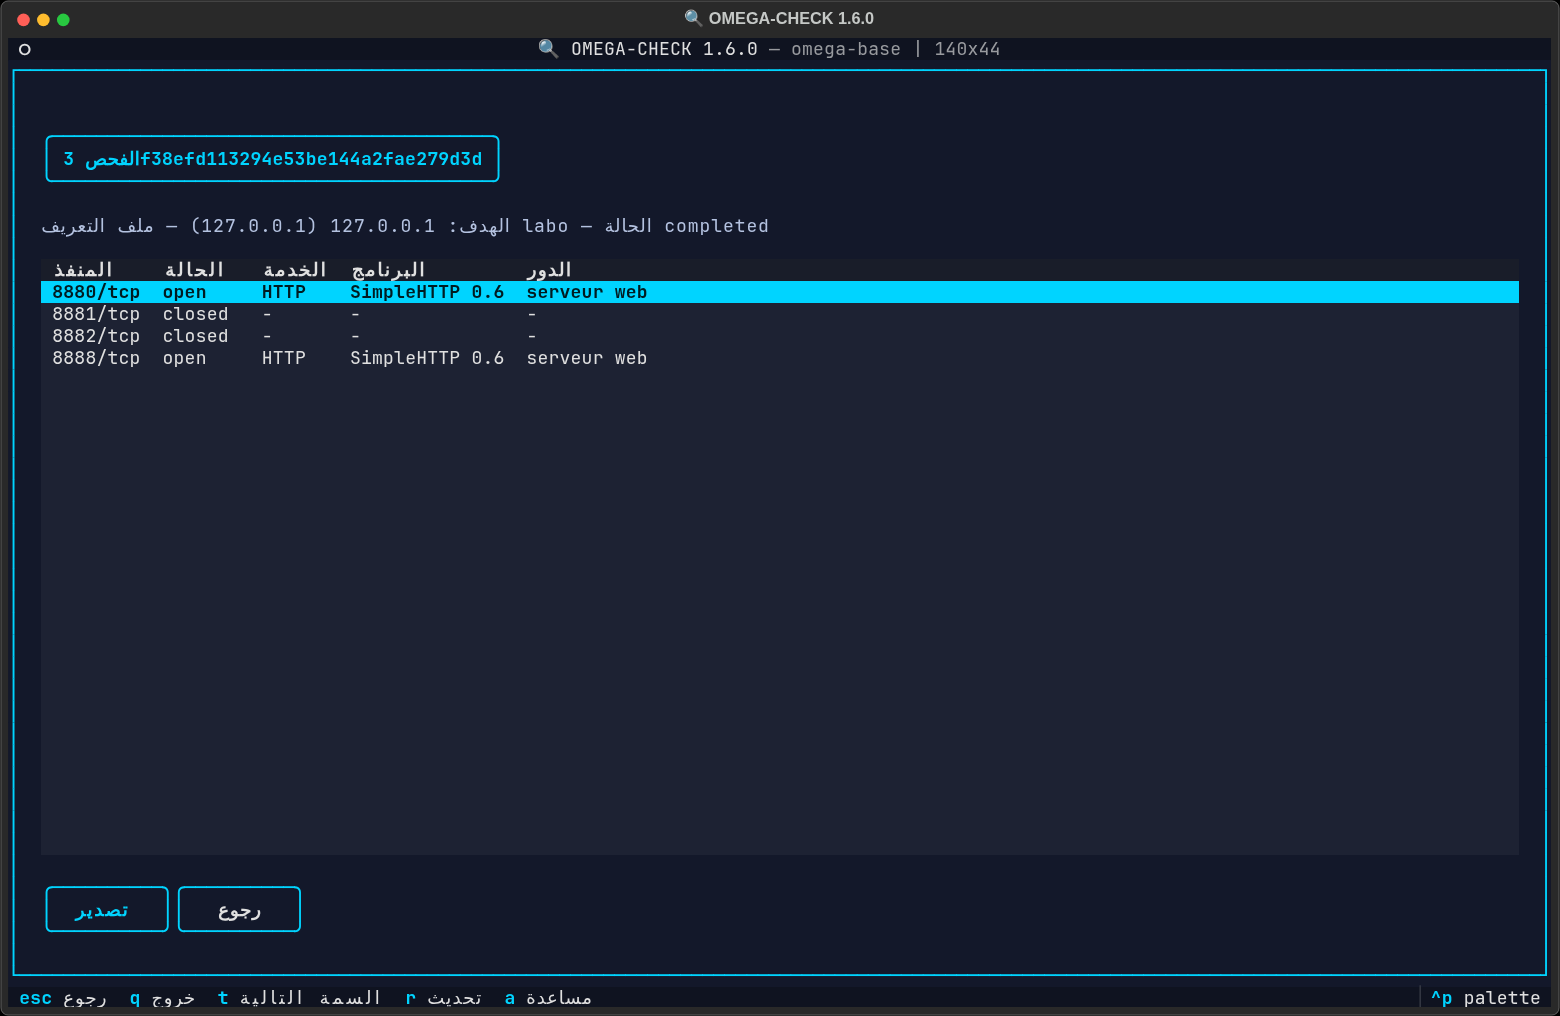 🔍 OMEGA-CHECK 1.6.0
🔍 OMEGA-CHECK 1.6.0 — omega-base | 140x44
الفحص 3f38efd113294e53be144a2fae279d3d
الهدف: 127.0.0.1 (127.0.0.1) — ملف التعريف labo — الحالة completed
المنفذ الحالة الخدمة البرنامج الدور
8880/tcp open HTTP SimpleHTTP 0.6 serveur web
8881/tcp closed - - -
8882/tcp closed - - -
8888/tcp open HTTP SimpleHTTP 0.6 serveur web
تصدير رجوع
esc رجوع q خروج t السمة التالية r تحديث a مساعدة ^p palette